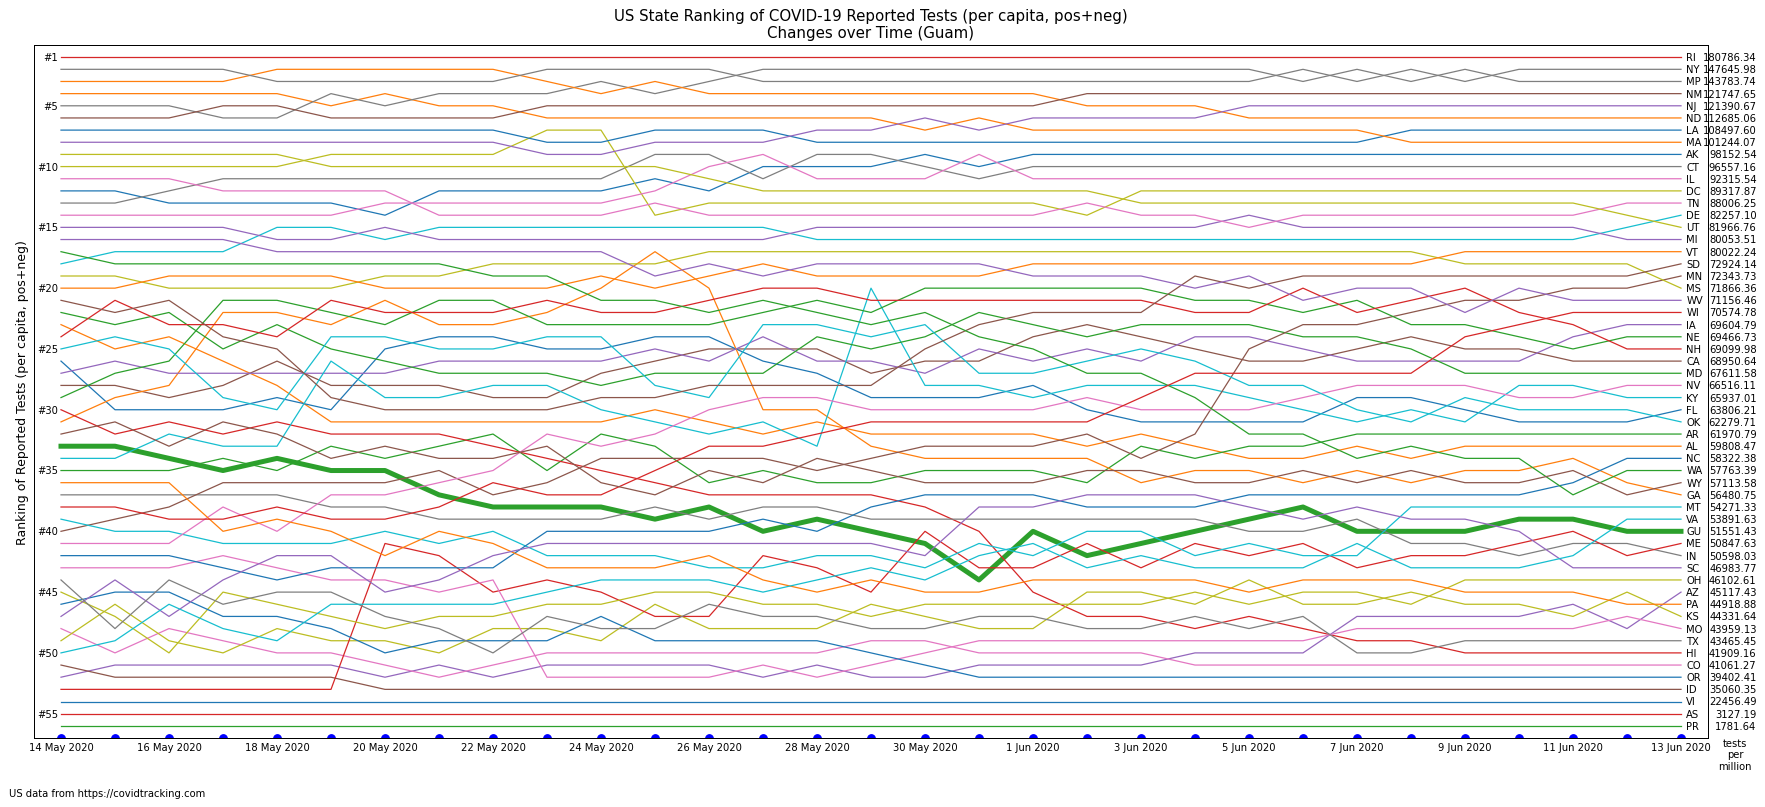 US State Ranking of COVID-19 Reported Tests (per capita, pos+neg)
Changes over Time (Guam)
Ranking of Reported Tests (per capita, pos+neg)
#1
#5
#10
#15
#20
#25
#30
#35
#40
#45
#50
#55
RI 180786.34
NY 147645.98
MP 143783.74
NM 121747.65
NJ 121390.67
ND 112685.06
LA 108497.60
MA 101244.07
AK 98152.54
CT 96557.16
IL 92315.54
DC 89317.87
TN 88006.25
DE 82257.10
UT 81966.76
MI 80053.51
VT 80022.24
SD 72924.14
MN 72343.73
MS 71866.36
WV 71156.46
WI 70574.78
IA 69604.79
NE 69466.73
NH 69099.98
CA 68950.64
MD 67611.58
NV 66516.11
KY 65937.01
FL 63806.21
OK 62279.71
AR 61970.79
AL 59808.47
NC 58322.38
WA 57763.39
WY 57113.58
GA 56480.75
MT 54271.33
VA 53891.63
GU 51551.43
ME 50847.63
IN 50598.03
SC 46983.77
OH 46102.61
AZ 45117.43
PA 44918.88
KS 44331.64
MO 43959.13
TX 43465.45
HI 41909.16
CO 41061.27
OR 39402.41
ID 35060.35
VI 22456.49
AS 3127.19
PR 1781.64
14 May 2020 16 May 2020 18 May 2020 20 May 2020 22 May 2020 24 May 2020 26 May 2020 28 May 2020 30 May 2020 1 Jun 2020 3 Jun 2020 5 Jun 2020 7 Jun 2020 9 Jun 2020 11 Jun 2020 13 Jun 2020
tests
per
million
US data from https://covidtracking.com